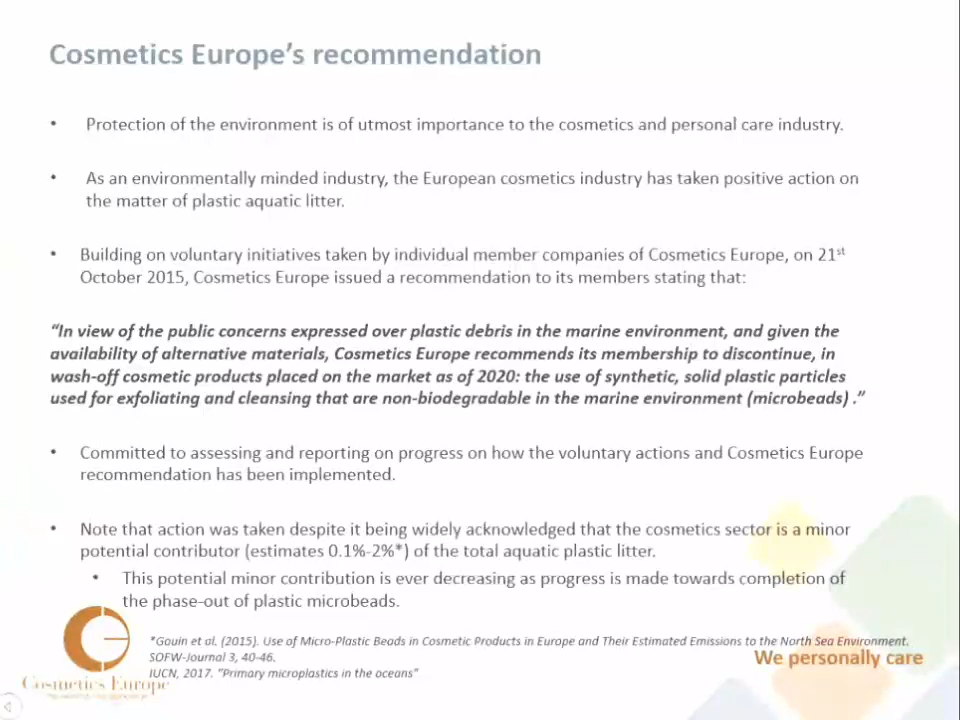 Cosmetics Europe’s recommendation
• Protection of the environment is of utmost importance to the cosmetics and personal care industry.
• As an environmentally minded industry, the European cosmetics industry has taken positive action on
the matter of plastic aquatic litter.
• Building on voluntary initiatives taken by individual member companies of Cosmetics Europe, on 21st
October 2015, Cosmetics Europe issued a recommendation to its members stating that:
“In view of the public concerns expressed over plastic debris in the marine environment, and given the
availability of alternative materials, Cosmetics Europe recommends its membership to discontinue, in
wash-off cosmetic products placed on the market as of 2020: the use of synthetic, solid plastic particles
used for exfoliating and cleansing that are non-biodegradable in the marine environment (microbeads) .”
• Committed to assessing and reporting on progress on how the voluntary actions and Cosmetics Europe
recommendation has been implemented.
• Note that action was taken despite it being widely acknowledged that the cosmetics sector is a minor
potential contributor (estimates 0.1%-2%*) of the total aquatic plastic litter.
• This potential minor contribution is ever decreasing as progress is made towards completion of
the phase-out of plastic microbeads.
*Gouin et al. (2015). Use of Micro-Plastic Beads in Cosmetic Products in Europe and Their Estimated Emissions to the North Sea Environment.
SOFW-Journal 3, 40-46.
IUCN, 2017. “Primary microplastics in the oceans”
We personally care
Cosmetics Europe